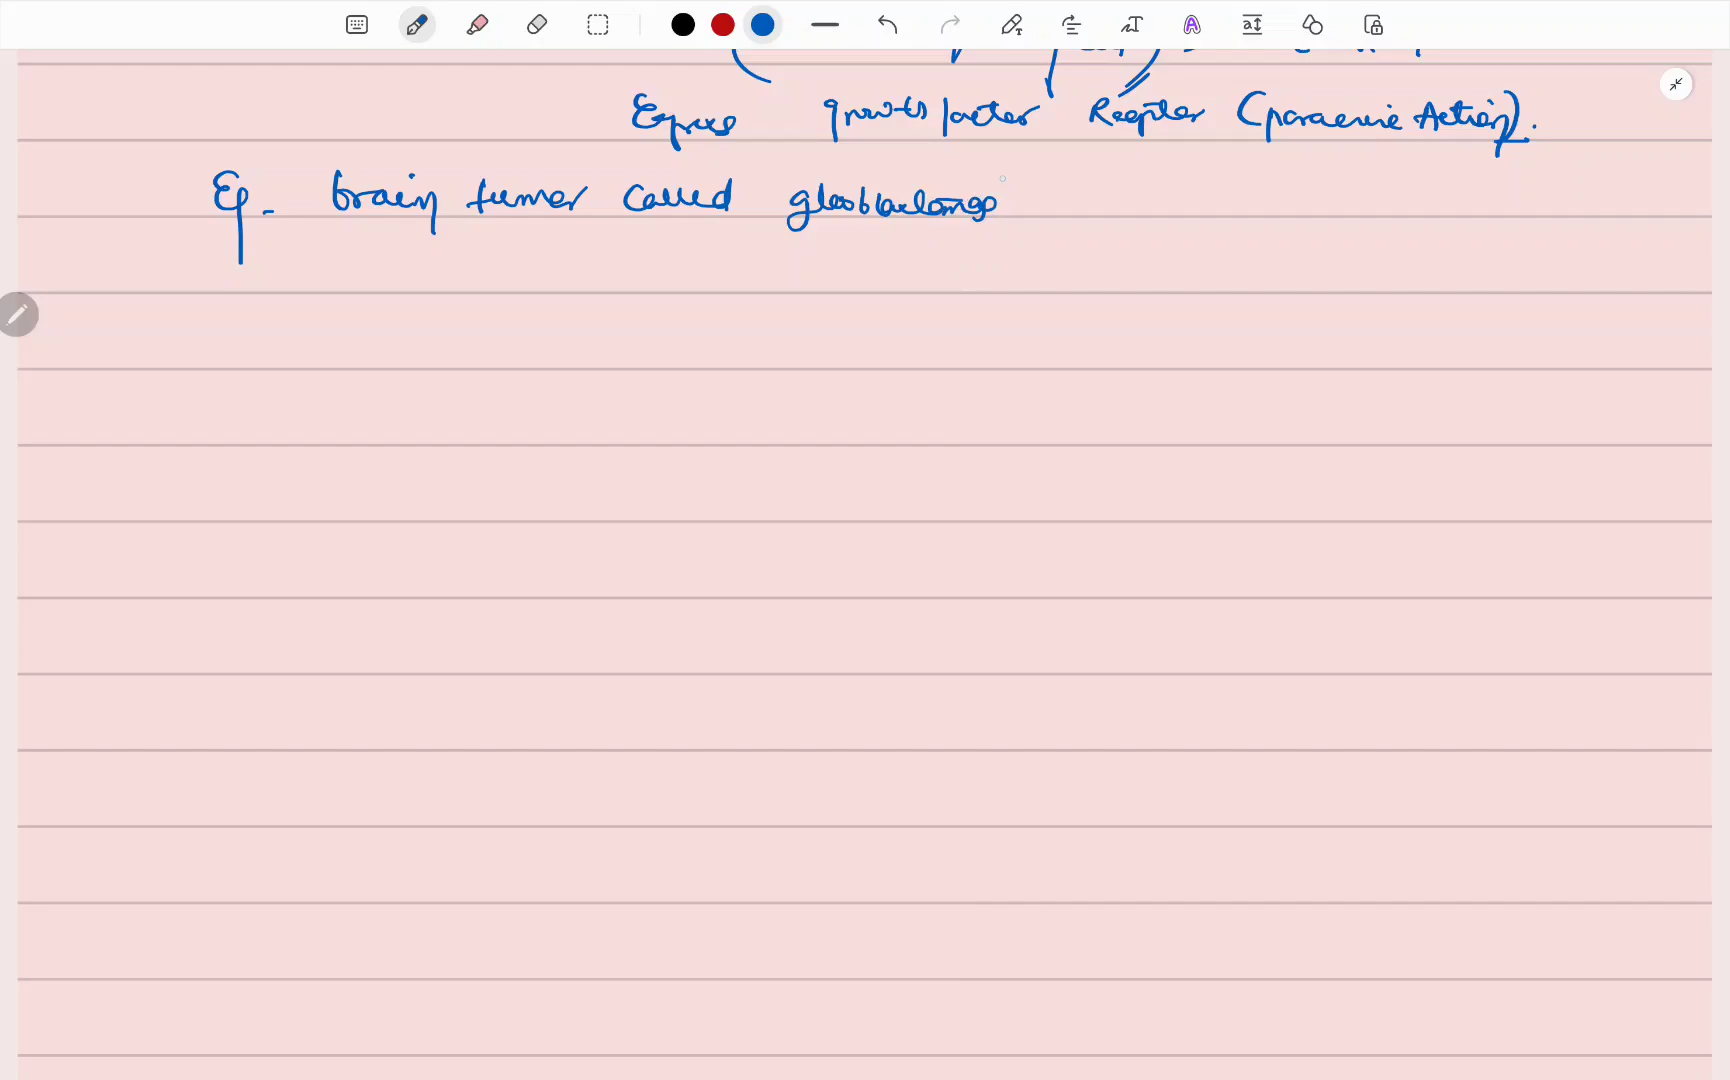 Express growth factor Receptor (paracrine Action).
Eg - brain tumor called glioblastoma